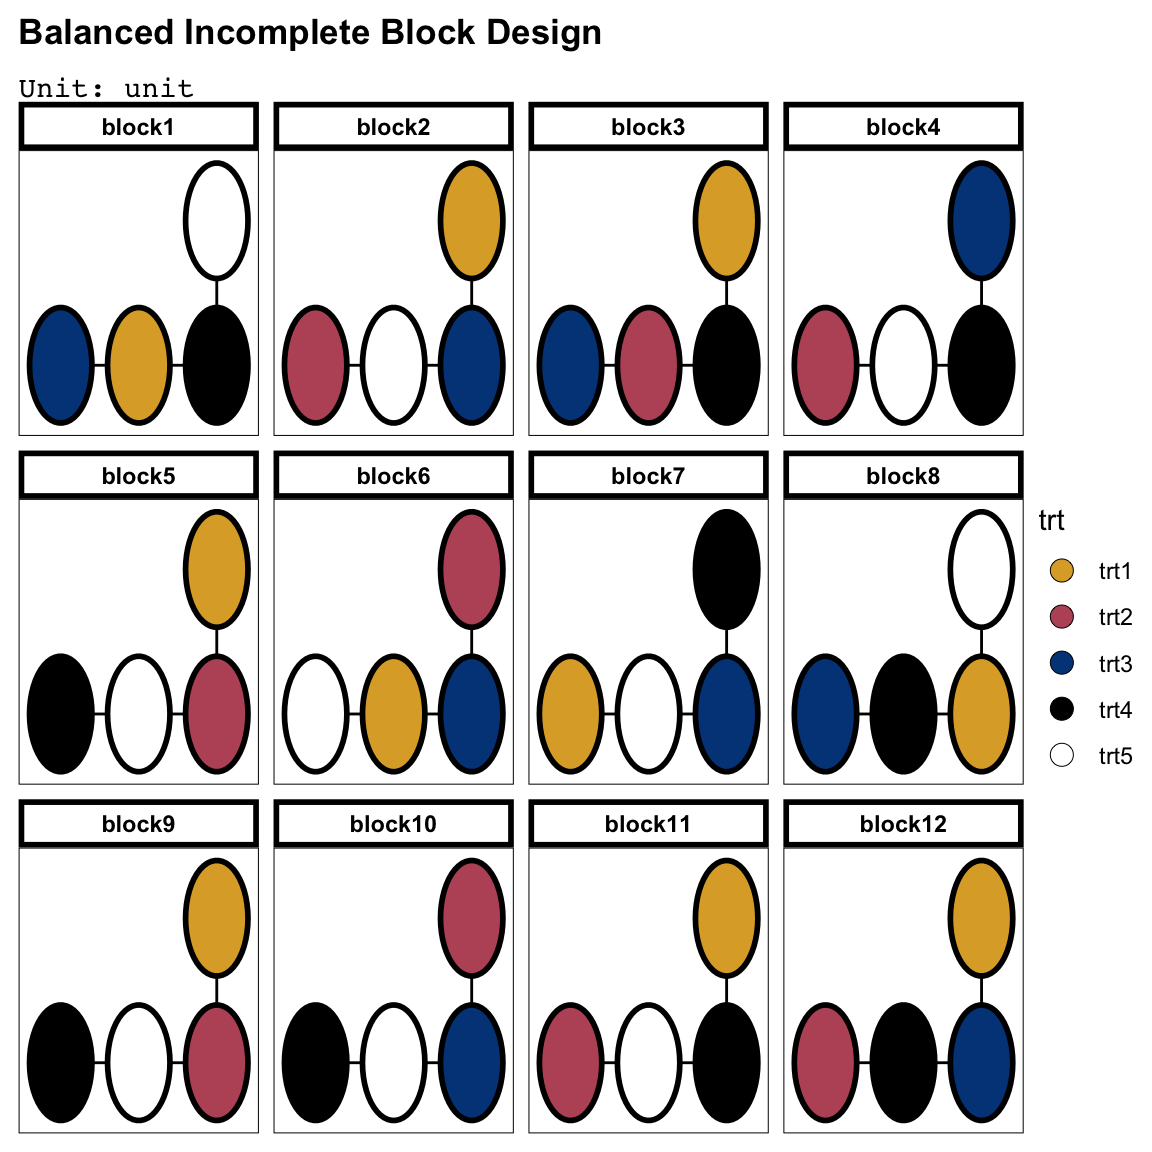 Balanced Incomplete Block Design
Unit: unit
block1 block2 block3 block4
block5 block6 block7 block8
trt
trt1
trt2
trt3
trt4
trt5
block9 block10 block11 block12